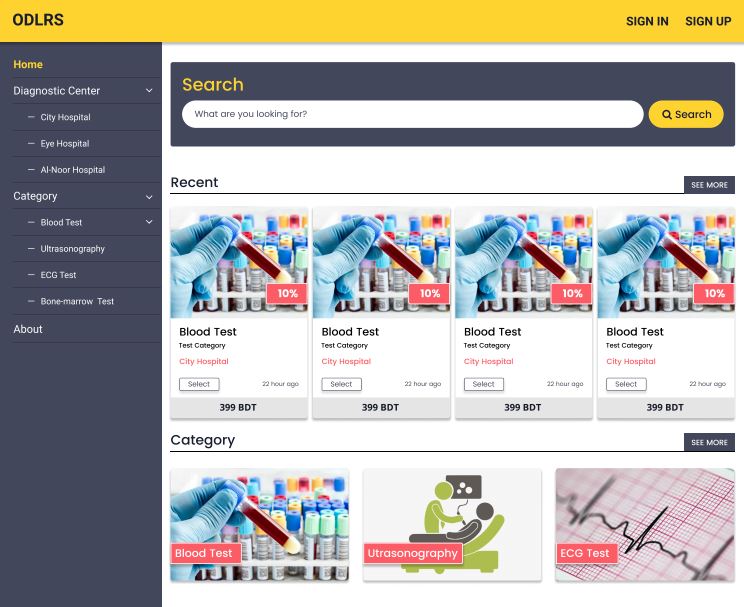 ODLRS
SIGN IN SIGN UP
Home
Diagnostic Center
City Hospital
Eye Hospital
Al-Noor Hospital
Category
Blood Test
Ultrasonography
ECG Test
Bone-marrow Test
About
Search
What are you looking for?
Search
Recent
SEE MORE
10%
Blood Test
Test Category
City Hospital
Select
22 hour ago
399 BDT
10%
Blood Test
Test Category
City Hospital
Select
22 hour ago
399 BDT
10%
Blood Test
Test Category
City Hospital
Select
22 hour ago
399 BDT
10%
Blood Test
Test Category
City Hospital
Select
22 hour ago
399 BDT
Category
SEE MORE
Blood Test
Utrasonography
ECG Test